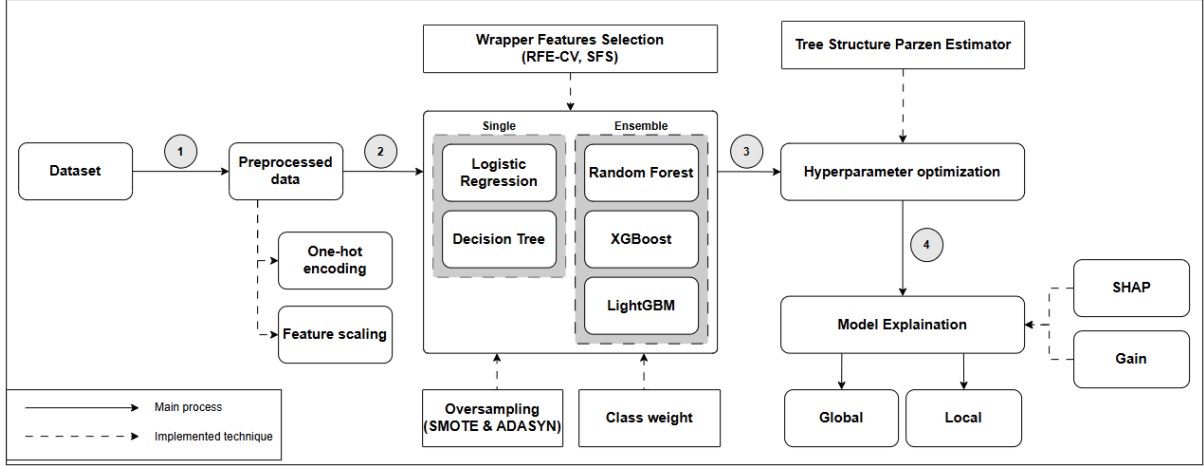 Wrapper Features Selection
(RFE-CV, SFS)
Tree Structure Parzen Estimator
Single
Ensemble
1
2
3
Dataset
Preprocessed
data
Logistic
Regression
Random Forest
Hyperparameter optimization
One-hot
encoding
Decision Tree
XGBoost
4
Feature scaling
LightGBM
Model Explaination
SHAP
Gain
Main process
Implemented technique
Oversampling
(SMOTE & ADASYN)
Class weight
Global
Local